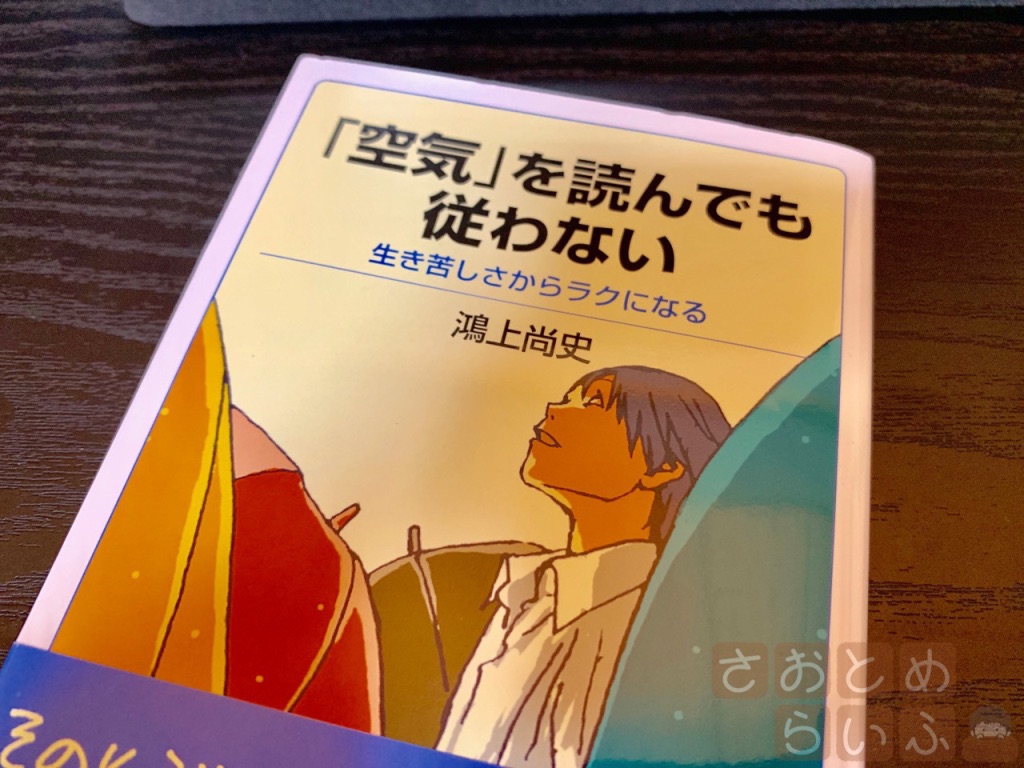 「空気」を読んでも
従わない
生き苦しさからラクになる
鴻上尚史
さおとめ
らいふ